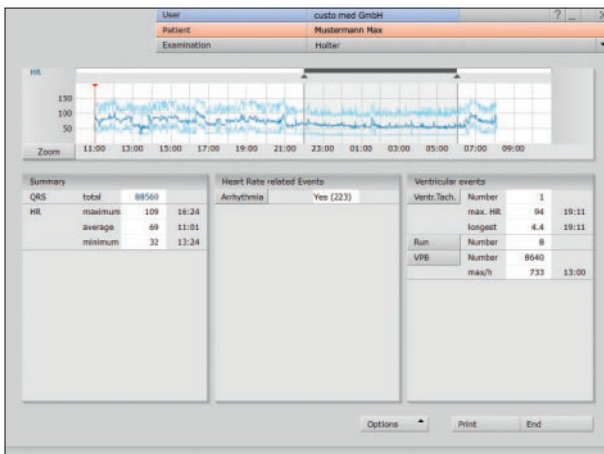 User custo med GmbH ? _ X
Patient Mustermann Max
Examination Holter
HR
150
100
50
11:00 13:00 15:00 17:00 19:00 21:00 23:00 01:00 03:00 05:00 07:00 09:00
Zoom
Summary
QRS total 88560
HR maximum 109 16:24
average 69 11:01
minimum 32 13:24
Heart Rate related Events
Arrhythmia Yes (223)
Ventricular events
Ventr.Tach. Number 1
max. HR 94 19:11
longest 4.4 19:11
Run Number 8
VPB Number 8640
max/h 733 13:00
Options Print End